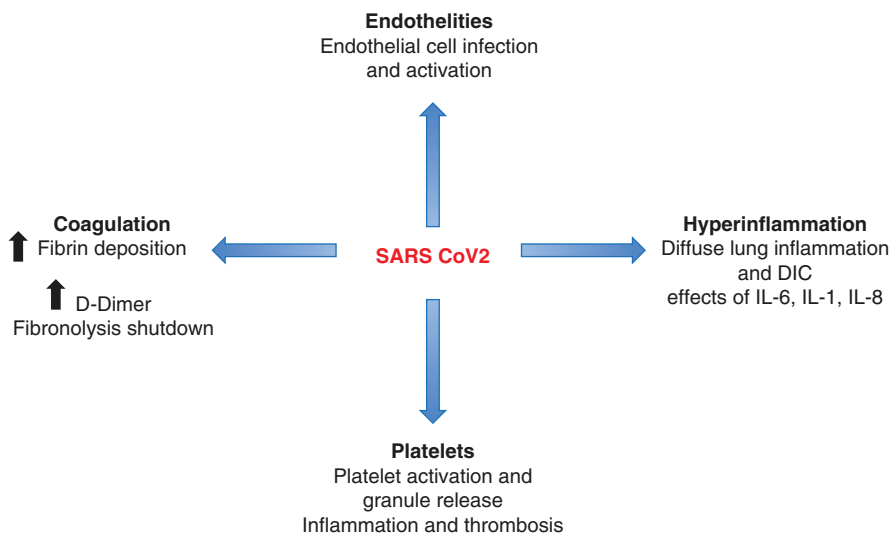 Endothelities
Endothelial cell infection
and activation
Coagulation
Fibrin deposition
D-Dimer
Fibronolysis shutdown
SARS CoV2
Hyperinflammation
Diffuse lung inflammation
and DIC
effects of IL-6, IL-1, IL-8
Platelets
Platelet activation and
granule release
Inflammation and thrombosis